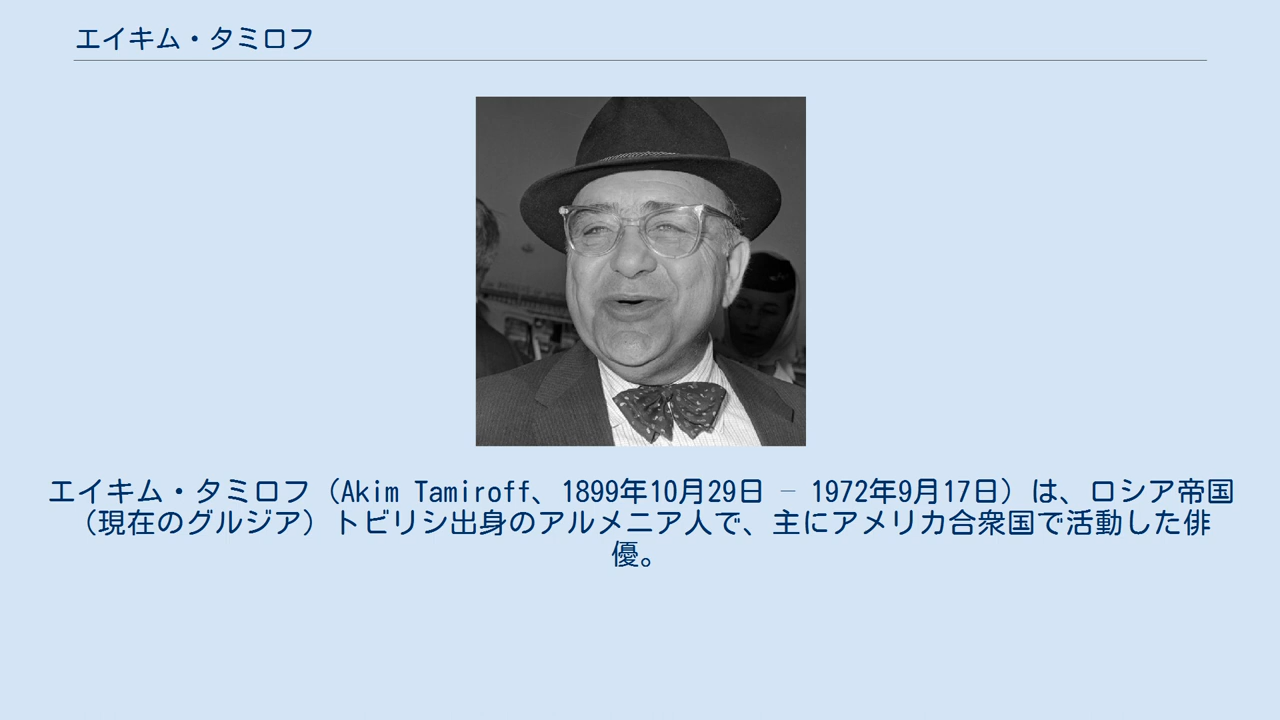 エイキム・タミロフ
エイキム・タミロフ（Akim Tamiroff、1899年10月29日 – 1972年9月17日）は、ロシア帝国
（現在のグルジア）トビリシ出身のアルメニア人で、主にアメリカ合衆国で活動した俳
優。